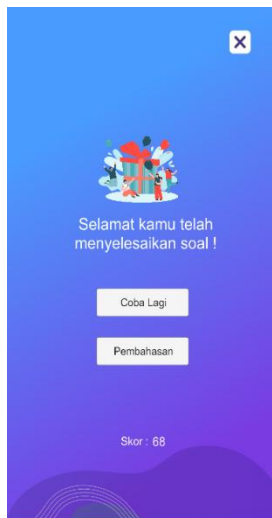 Selamat kamu telah
menyelesaikan soal !
Coba Lagi
Pembahasan
Skor : 68